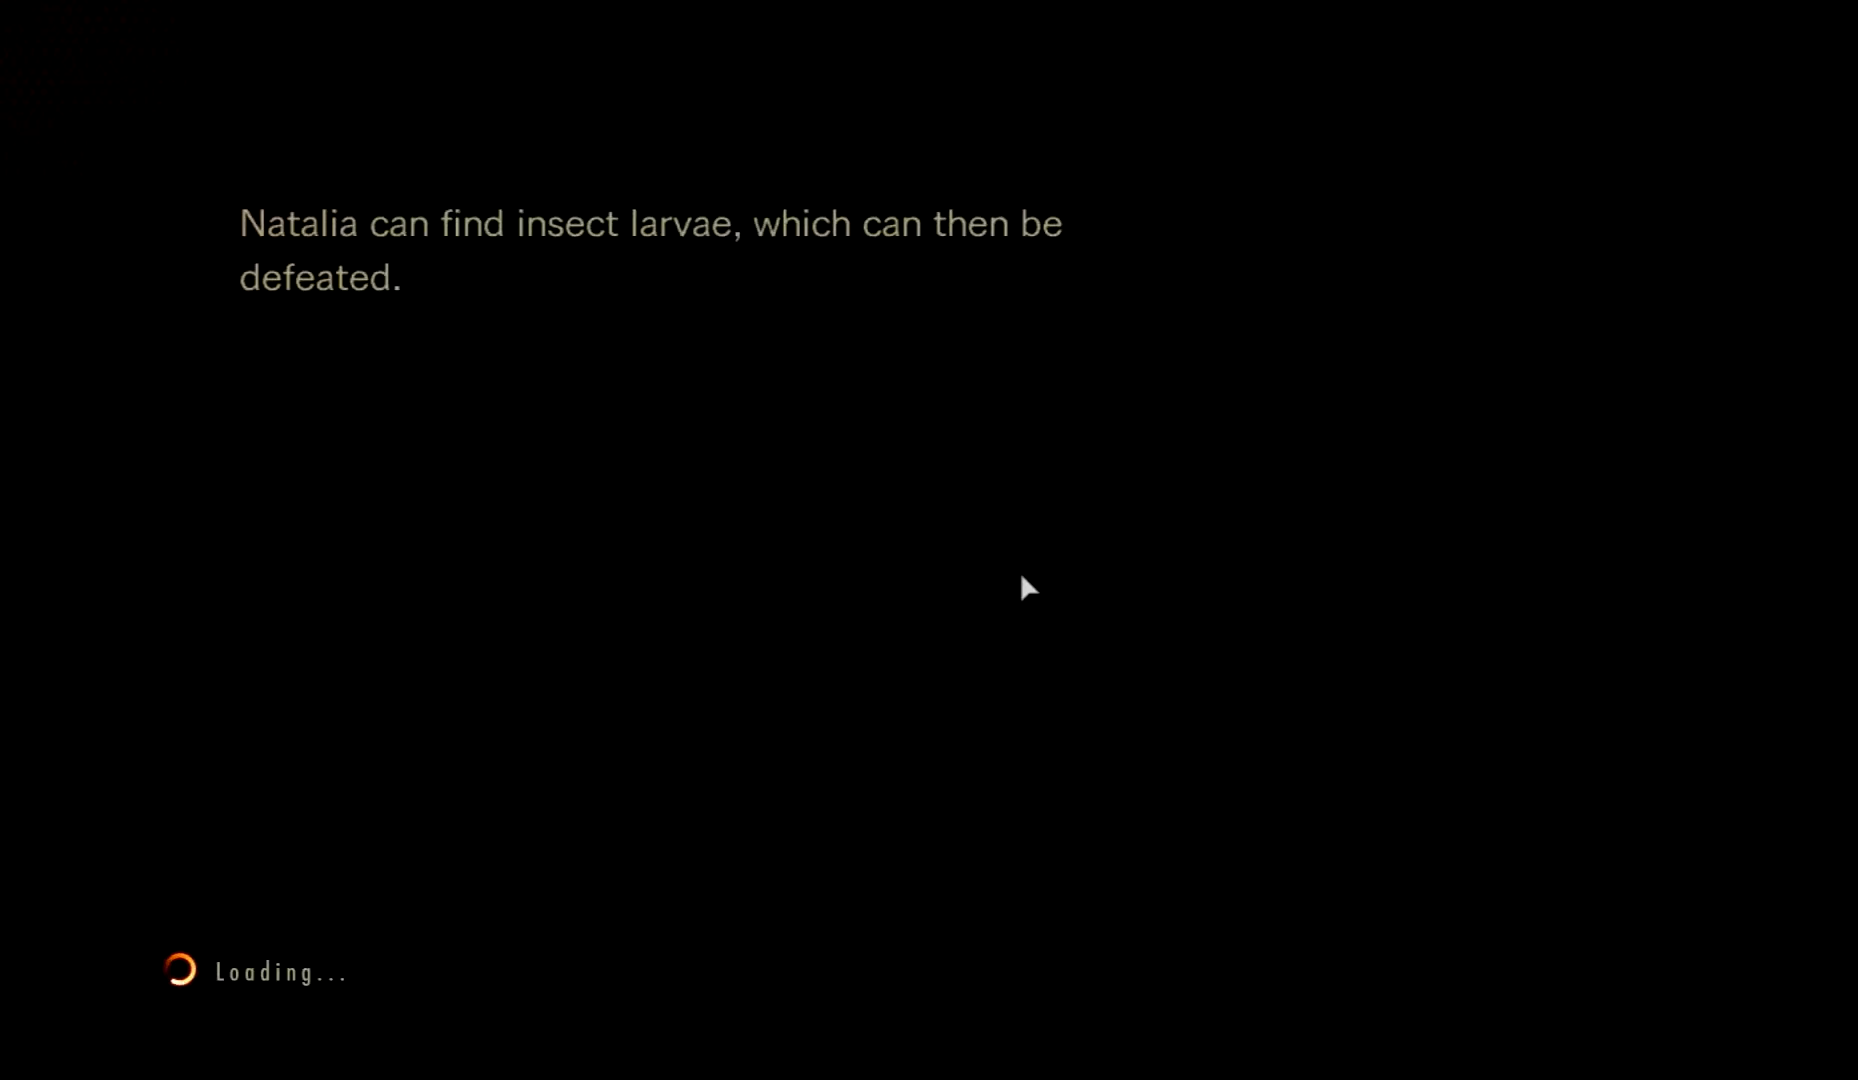 Natalia can find insect larvae, which can then be
defeated.
Loading...